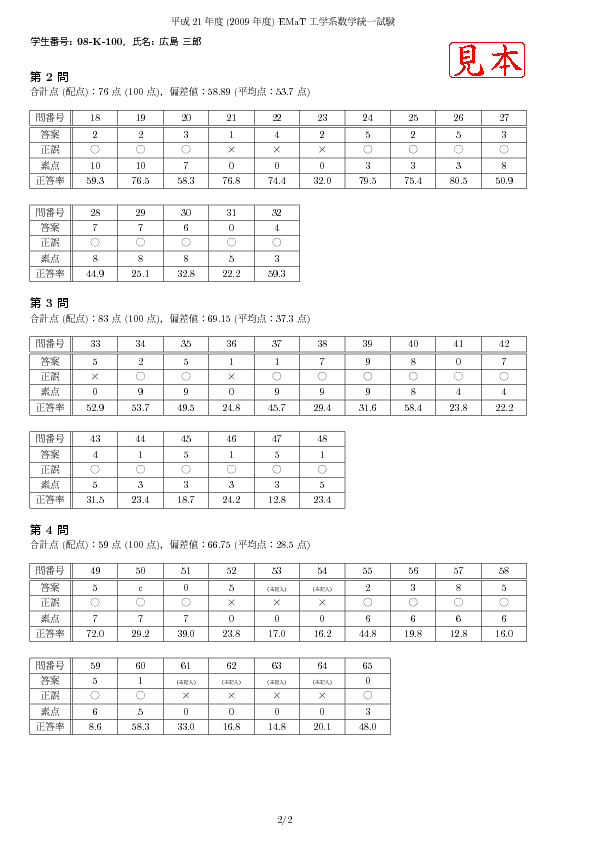 平成 21 年度 (2009 年度) EMaT 工学系数学統一試験
学生番号: 98-K-100, 氏名: 広島 三郎
見本
第 2 問
合計点 (配点)：76 点 (100 点), 偏差値：58.89 (平均点：53.7 点)
問番号 18 19 20 21 22 23 24 25 26 27
答案 2 2 3 1 4 2 5 2 5 3
正誤 ○ ○ ○ × × × ○ ○ ○ ○
素点 10 10 7 0 0 0 3 3 3 8
正答率 59.3 76.5 58.3 76.8 74.4 32.0 79.5 75.4 80.5 50.9
問番号 28 29 30 31 32
答案 7 7 6 0 4
正誤 ○ ○ ○ ○ ○
素点 8 8 8 5 3
正答率 44.9 25.1 32.8 22.2 59.3
第 3 問
合計点 (配点)：83 点 (100 点), 偏差値：69.15 (平均点：37.3 点)
問番号 33 34 35 36 37 38 39 40 41 42
答案 5 2 5 1 1 7 9 8 0 7
正誤 × ○ ○ × ○ ○ ○ ○ ○ ○
素点 0 9 9 0 9 9 9 8 4 4
正答率 52.9 53.7 49.5 24.8 45.7 29.4 31.6 58.4 23.8 22.2
問番号 43 44 45 46 47 48
答案 4 1 5 1 5 1
正誤 ○ ○ ○ ○ ○ ○
素点 5 3 3 3 3 5
正答率 31.5 23.4 18.7 24.2 12.8 23.4
第 4 問
合計点 (配点)：59 点 (100 点), 偏差値：66.75 (平均点：28.5 点)
問番号 49 50 51 52 53 54 55 56 57 58
答案 5 c 0 5 (未記入) (未記入) 2 3 8 5
正誤 ○ ○ ○ × × × ○ ○ ○ ○
素点 7 7 7 0 0 0 6 6 6 6
正答率 72.0 29.2 39.0 23.8 17.0 16.2 44.8 19.8 12.8 16.0
問番号 59 60 61 62 63 64 65
答案 5 1 (未記入) (未記入) (未記入) (未記入) 0
正誤 ○ ○ × × × × ○
素点 6 5 0 0 0 0 3
正答率 8.6 58.3 33.0 16.8 14.8 20.1 48.0
2/2